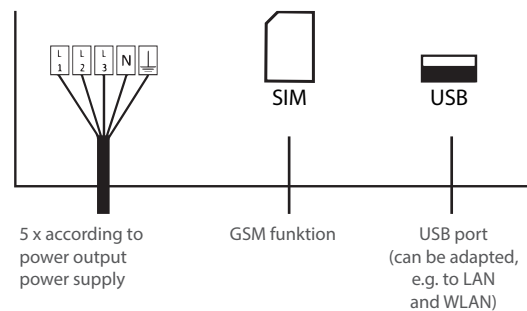 L L L N
1 2 3
SIM
USB
5 x according to
power output
power supply
GSM funktion
USB port
(can be adapted,
e.g. to LAN
and WLAN)